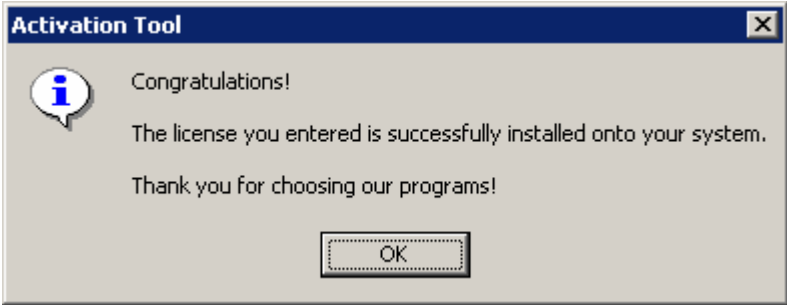 Activation Tool
Congratulations!
The license you entered is successfully installed onto your system.
Thank you for choosing our programs!
OK